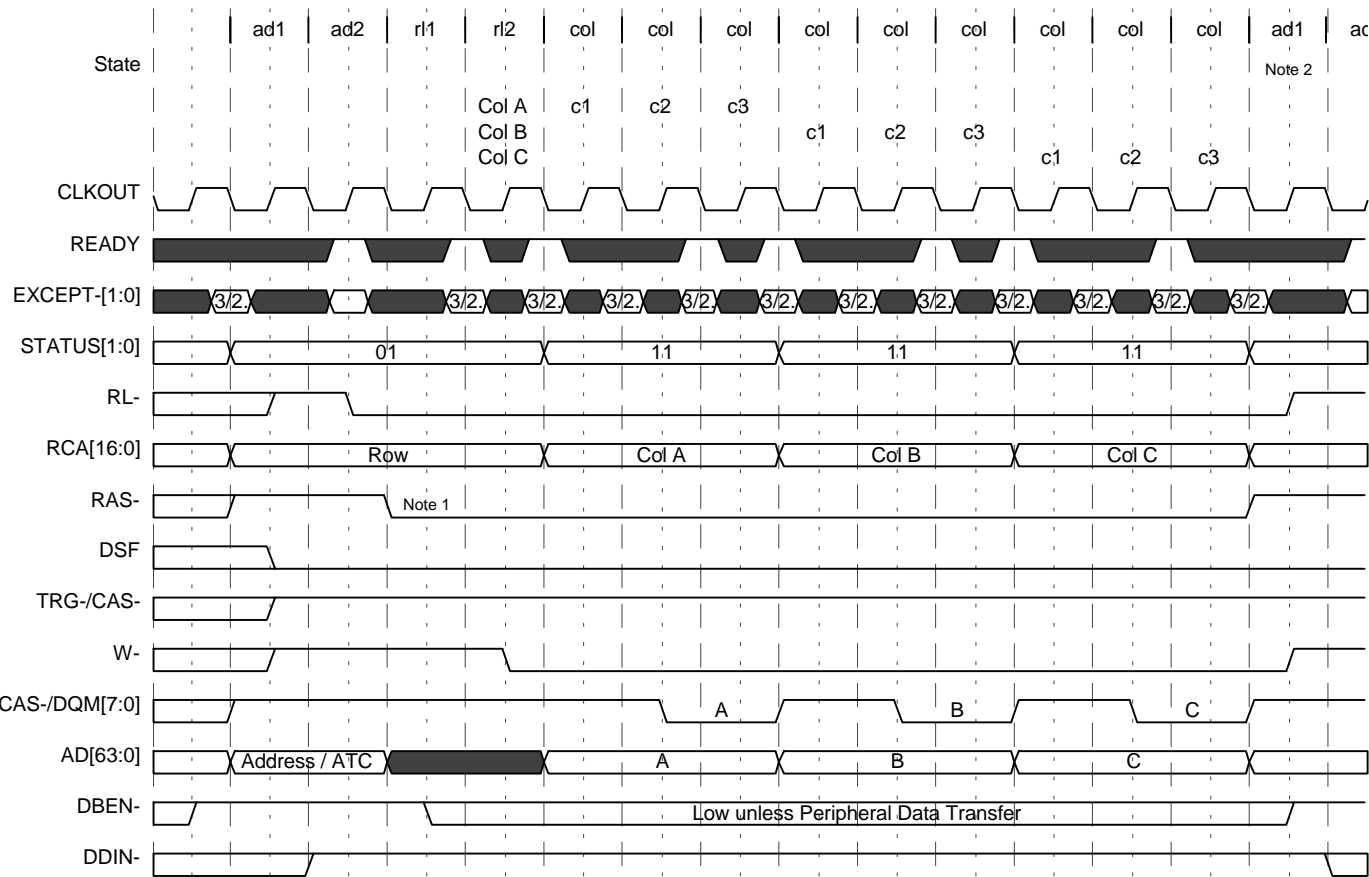 ad1 ad2 rl1 rl2 col col col col col col col col col ad1 ad
State Note 2
Col A c1 c2 c3
Col B c1 c2 c3
Col C c1 c2 c3
CLKOUT
READY
EXCEPT-[1:0] 3/2. 3/2. 3/2. 3/2. 3/2. 3/2. 3/2. 3/2. 3/2. 3/2. 3/2. 3/2.
STATUS[1:0] 01 11 11 11
RL-
RCA[16:0] Row Col A Col B Col C
RAS- Note 1
DSF
TRG-/CAS-
W-
CAS-/DQM[7:0] A B C
AD[63:0] Address / ATC A B C
DBEN- Low unless Peripheral Data Transfer
DDIN-